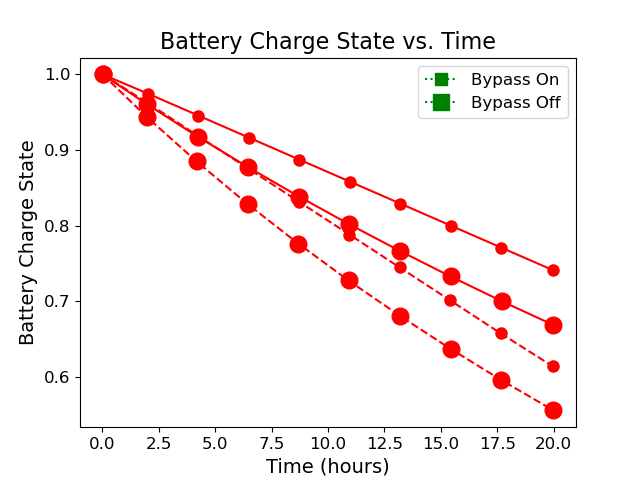 Battery Charge State vs. Time
Bypass On
Bypass Off
Battery Charge State
1.0
0.9
0.8
0.7
0.6
0.0 2.5 5.0 7.5 10.0 12.5 15.0 17.5 20.0
Time (hours)